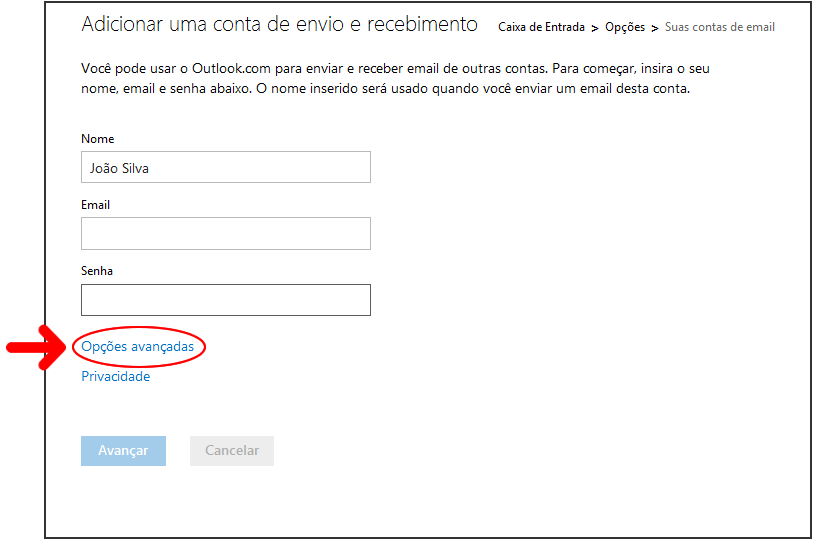 Adicionar uma conta de envio e recebimento Caixa de Entrada > Opções > Suas contas de email
Você pode usar o Outlook.com para enviar e receber email de outras contas. Para começar, insira o seu
nome, email e senha abaixo. O nome inserido será usado quando você enviar um email desta conta.
Nome
João Silva
Email
Senha
Opções avançadas
Privacidade
Avançar Cancelar